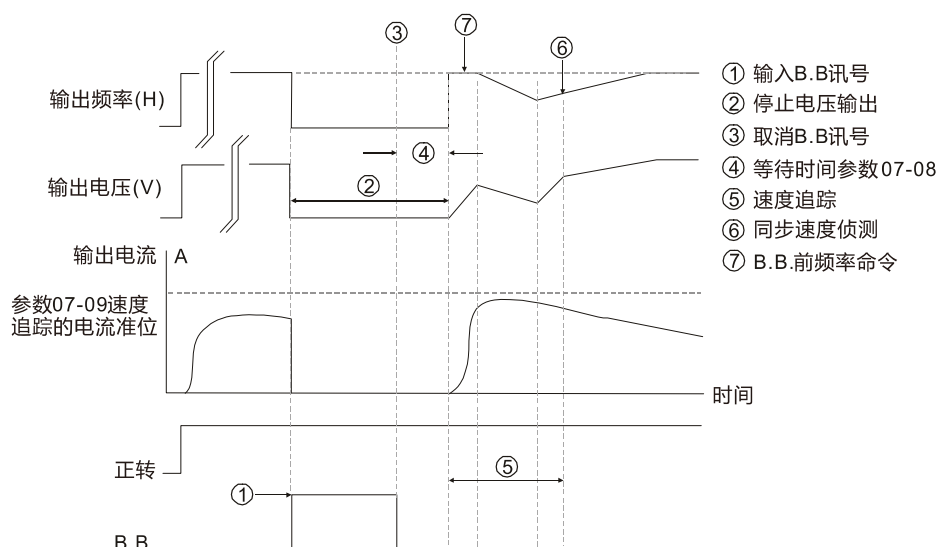 ③
⑦
⑥
输出频率(H)
④
输出电压(V)
②
① 输入B.B讯号
② 停止电压输出
③ 取消B.B讯号
④ 等待时间参数07-08
⑤ 速度追踪
⑥ 同步速度侦测
⑦ B.B.前频率命令
输出电流 A
参数07-09速度
追踪的电流准位
时间
正转
⑤
①
B.B.